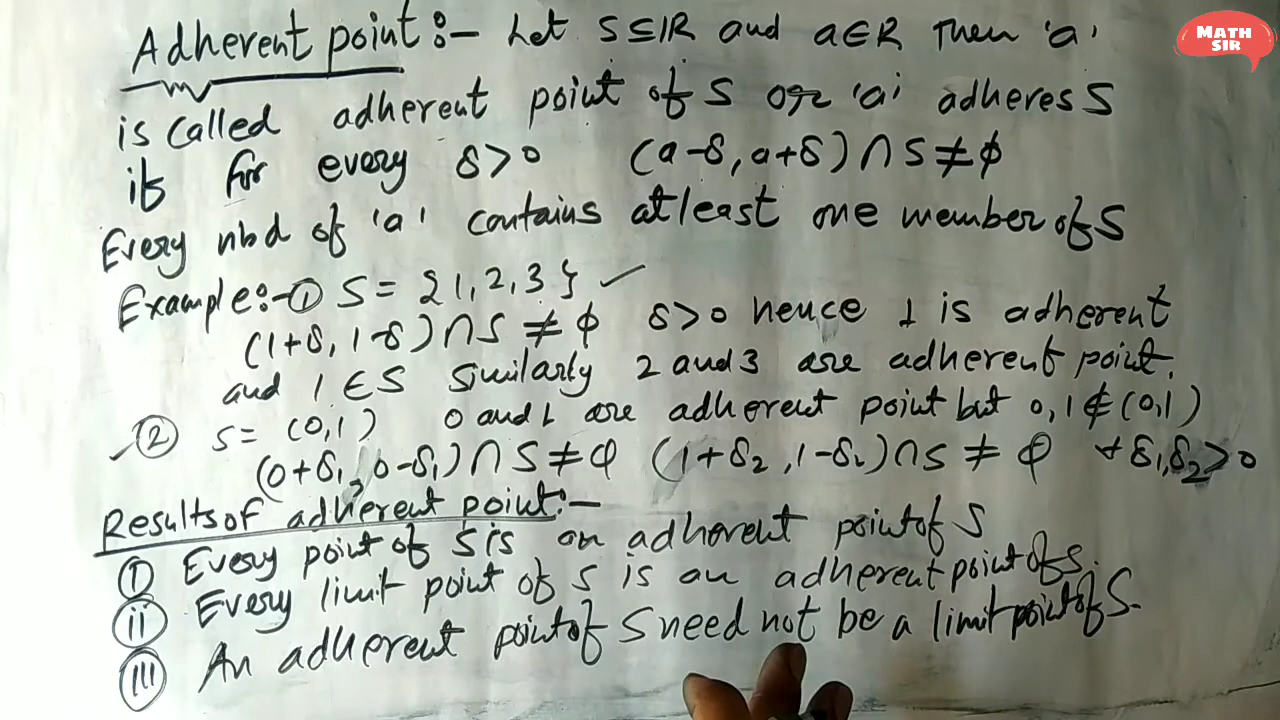 MATH SIR
Adherent point :- Let S⊆IR and a∈R Then 'a'
is called adherent point of S or 'a' adheres S
if for every δ>0 (a-δ, a+δ)∩S≠ϕ
Every nbd of 'a' contains atleast one member of S
Example:-① S = {1,2,3} ✓
(1+δ, 1-δ)∩S ≠ ϕ δ>0 hence 1 is adherent
and 1 ∈ S Similarly 2 and 3 are adherent point.
② S = (0,1) 0 and 1 are adherent point but 0,1 ∉ (0,1)
(0+δ₁, 0-δ₁)∩S≠ϕ (1+δ₂, 1-δ₂)∩S ≠ ϕ ∀ δ₁,δ₂>0
Results of adherent point:-
(i) Every point of S is an adherent point of S
(ii) Every limit point of S is an adherent point of S.
(iii) An adherent point of S need not be a limit point of S.